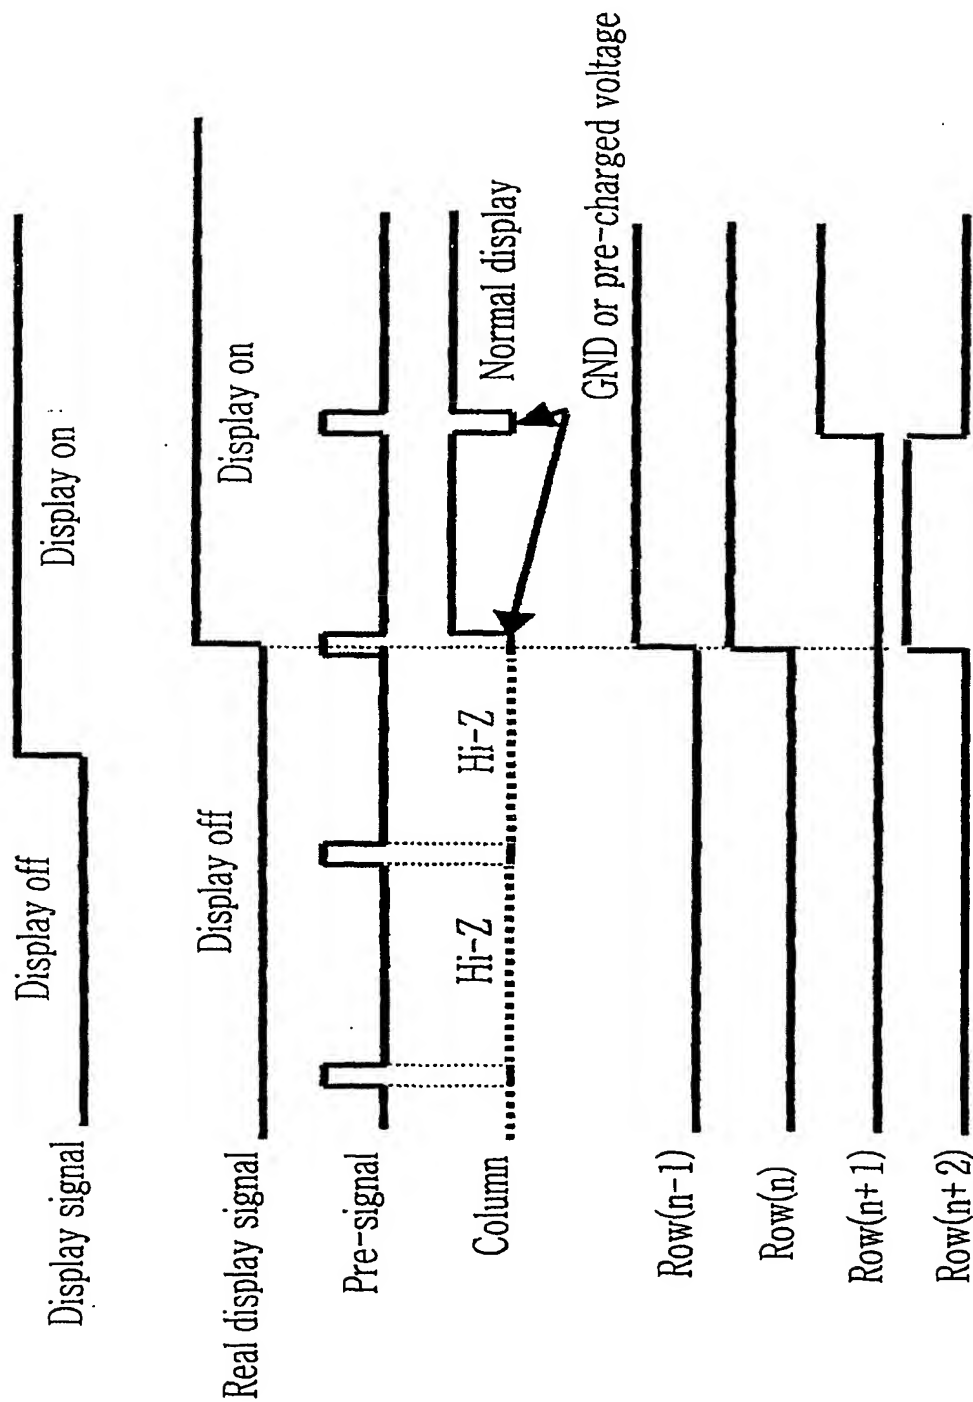 Display signal
Display off
Display on
Real display signal
Display off
Display on
Pre-signal
Column
Hi-Z
Hi-Z
Normal display
GND or pre-charged voltage
Row(n-1)
Row(n)
Row(n+1)
Row(n+2)